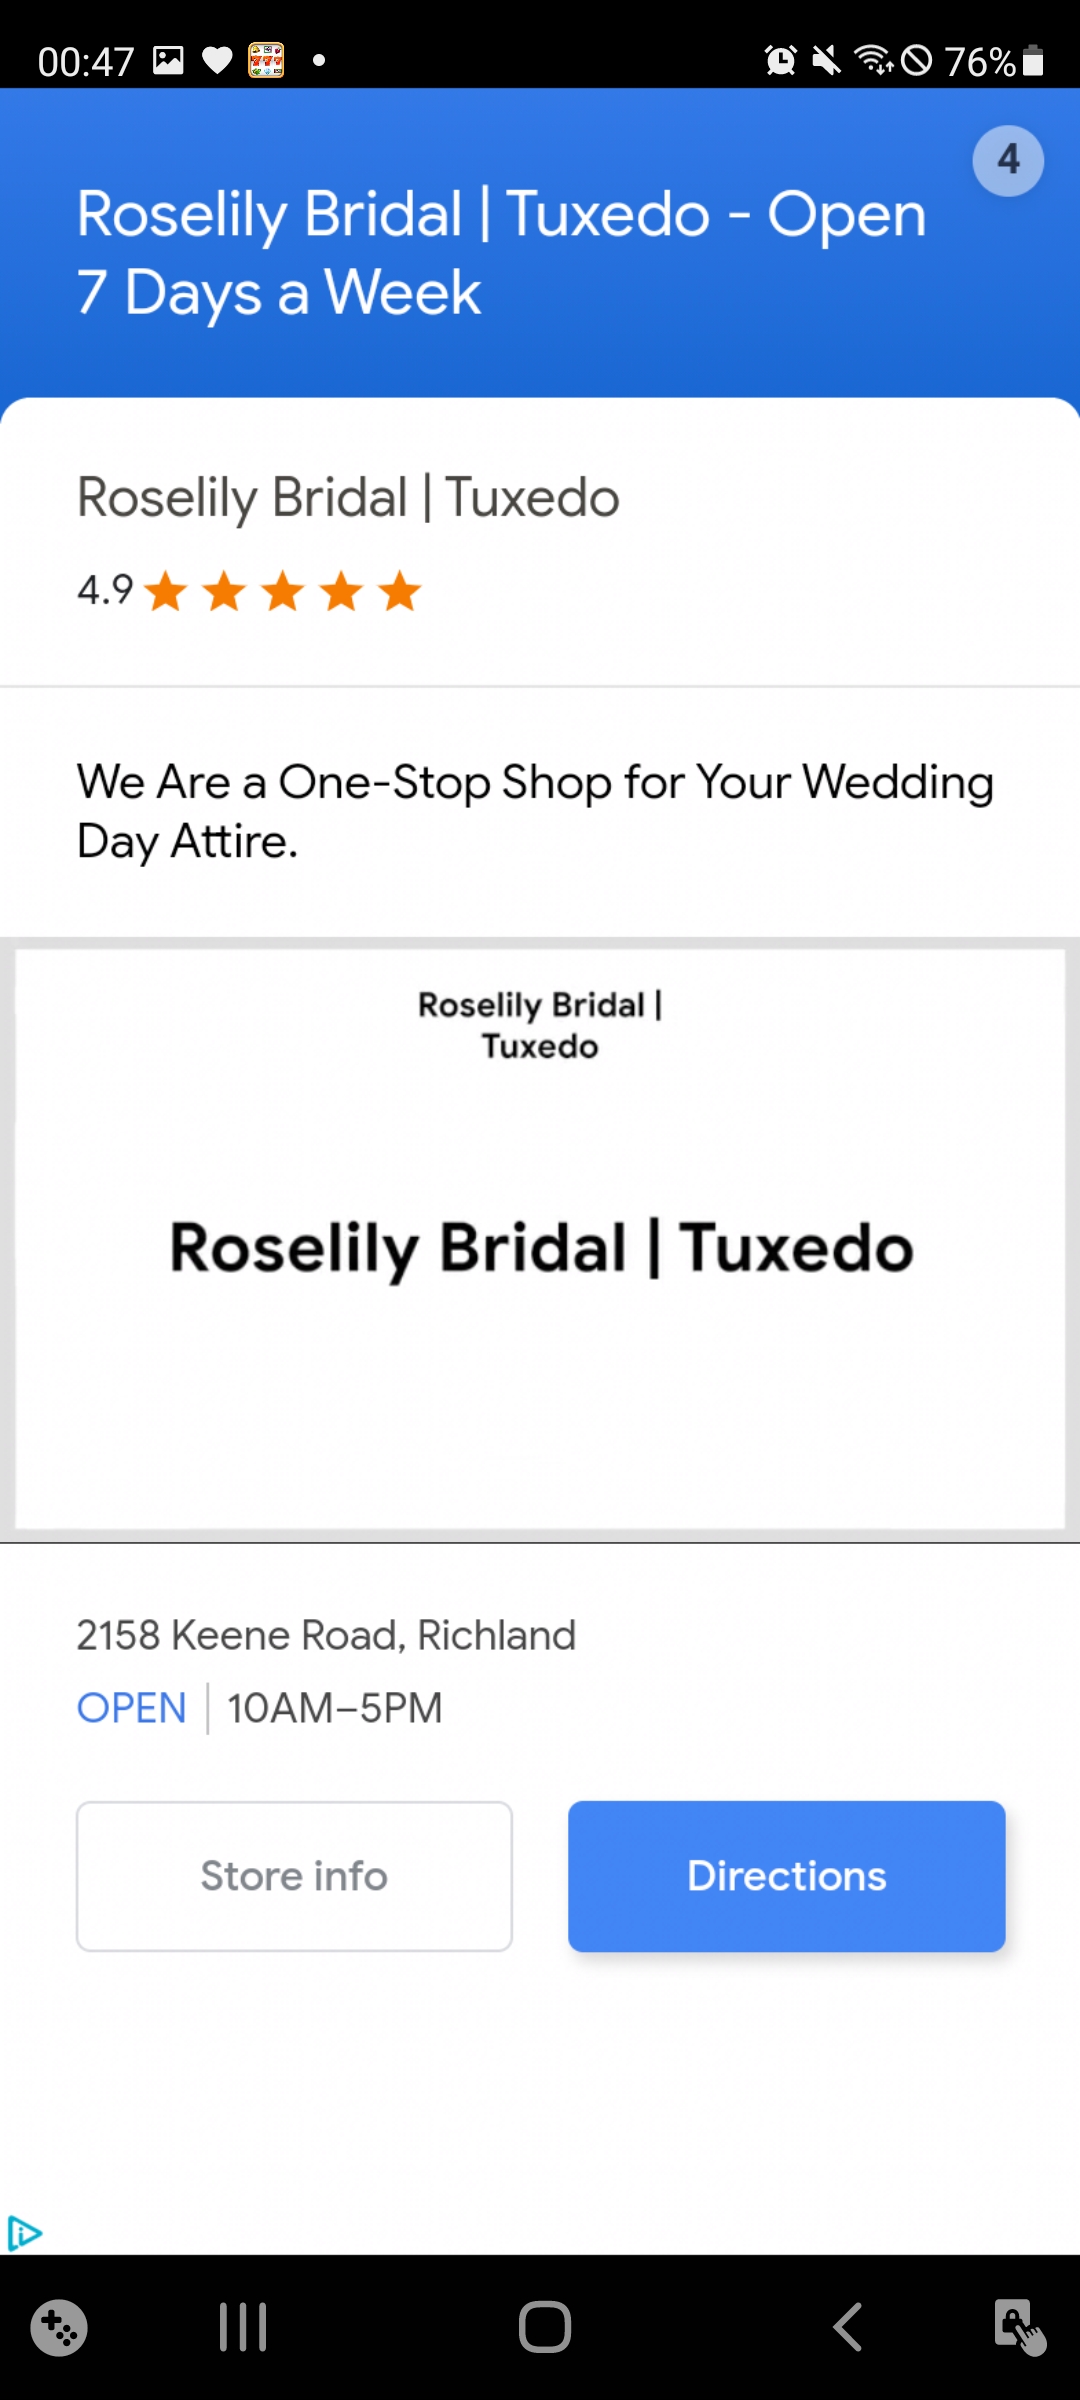 00:47 76%
4
Roselily Bridal | Tuxedo - Open
7 Days a Week
Roselily Bridal | Tuxedo
4.9
We Are a One-Stop Shop for Your Wedding
Day Attire.
Roselily Bridal |
Tuxedo
Roselily Bridal | Tuxedo
2158 Keene Road, Richland
OPEN | 10AM–5PM
Store info Directions